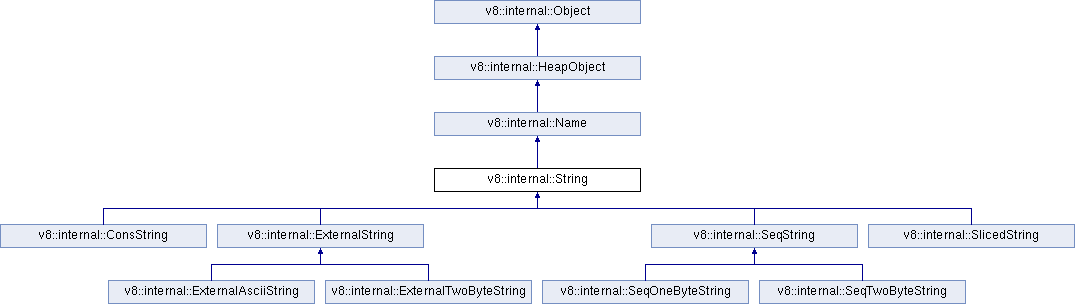 v8::internal::Object
v8::internal::HeapObject
v8::internal::Name
v8::internal::String
v8::internal::ConsString
v8::internal::ExternalString
v8::internal::SeqString
v8::internal::SlicedString
v8::internal::ExternalAsciiString
v8::internal::ExternalTwoByteString
v8::internal::SeqOneByteString
v8::internal::SeqTwoByteString